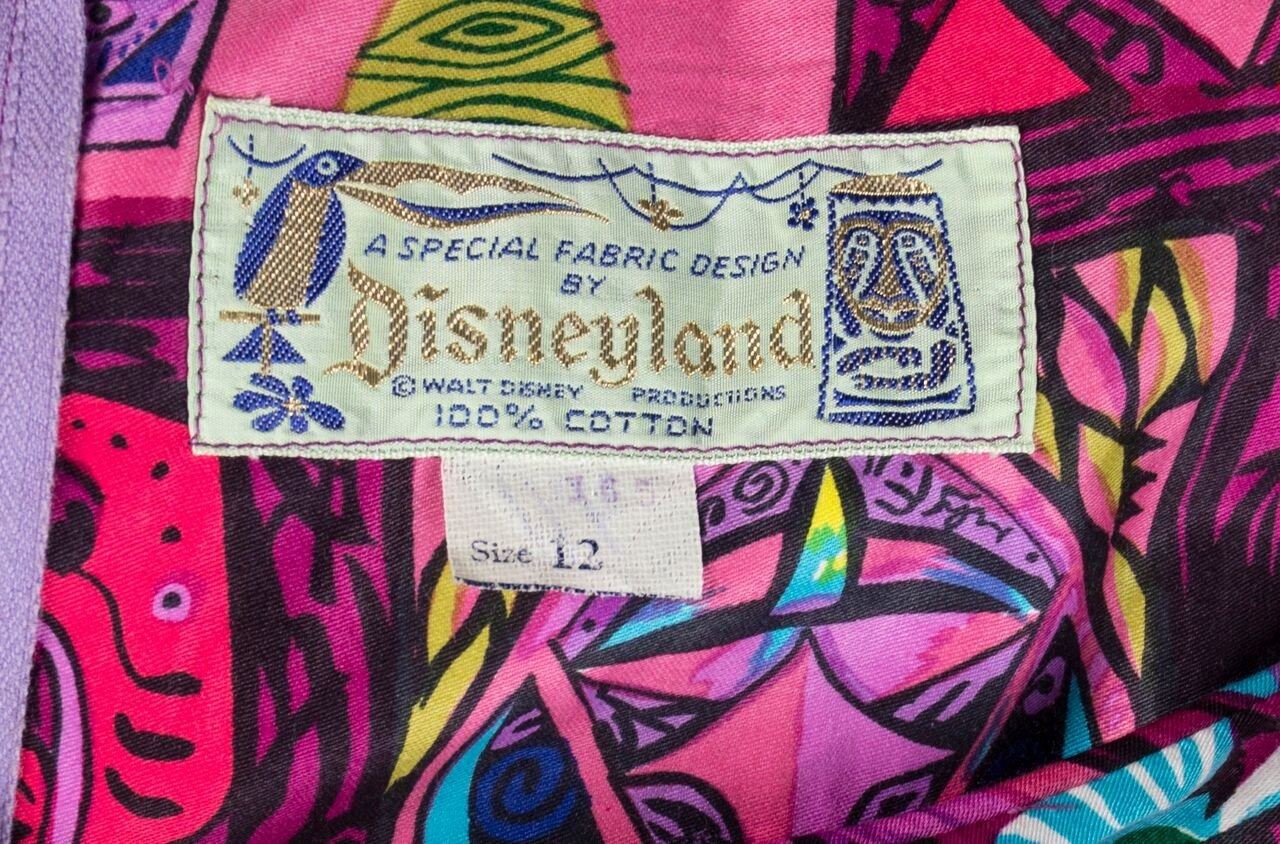 A SPECIAL FABRIC DESIGN
BY
Disneyland
© WALT DISNEY PRODUCTIONS
100% COTTON
Size 12